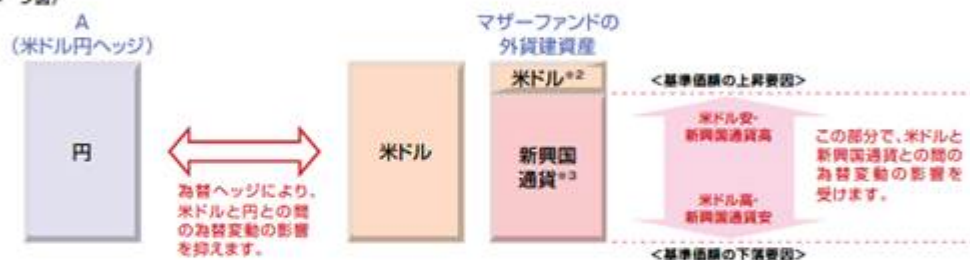 A
(米ドル円ヘッジ)
円
為替ヘッジにより、
米ドルと円との間
の為替変動の影響
を抑えます。
米ドル
マザーファンドの
外貨建資産
米ドル*2
新興国
通貨*3
<基準価額の上昇要因>
米ドル安・
新興国通貨高
米ドル高・
新興国通貨安
<基準価額の下落要因>
この部分で、米ドルと
新興国通貨との間の
為替変動の影響を
受けます。